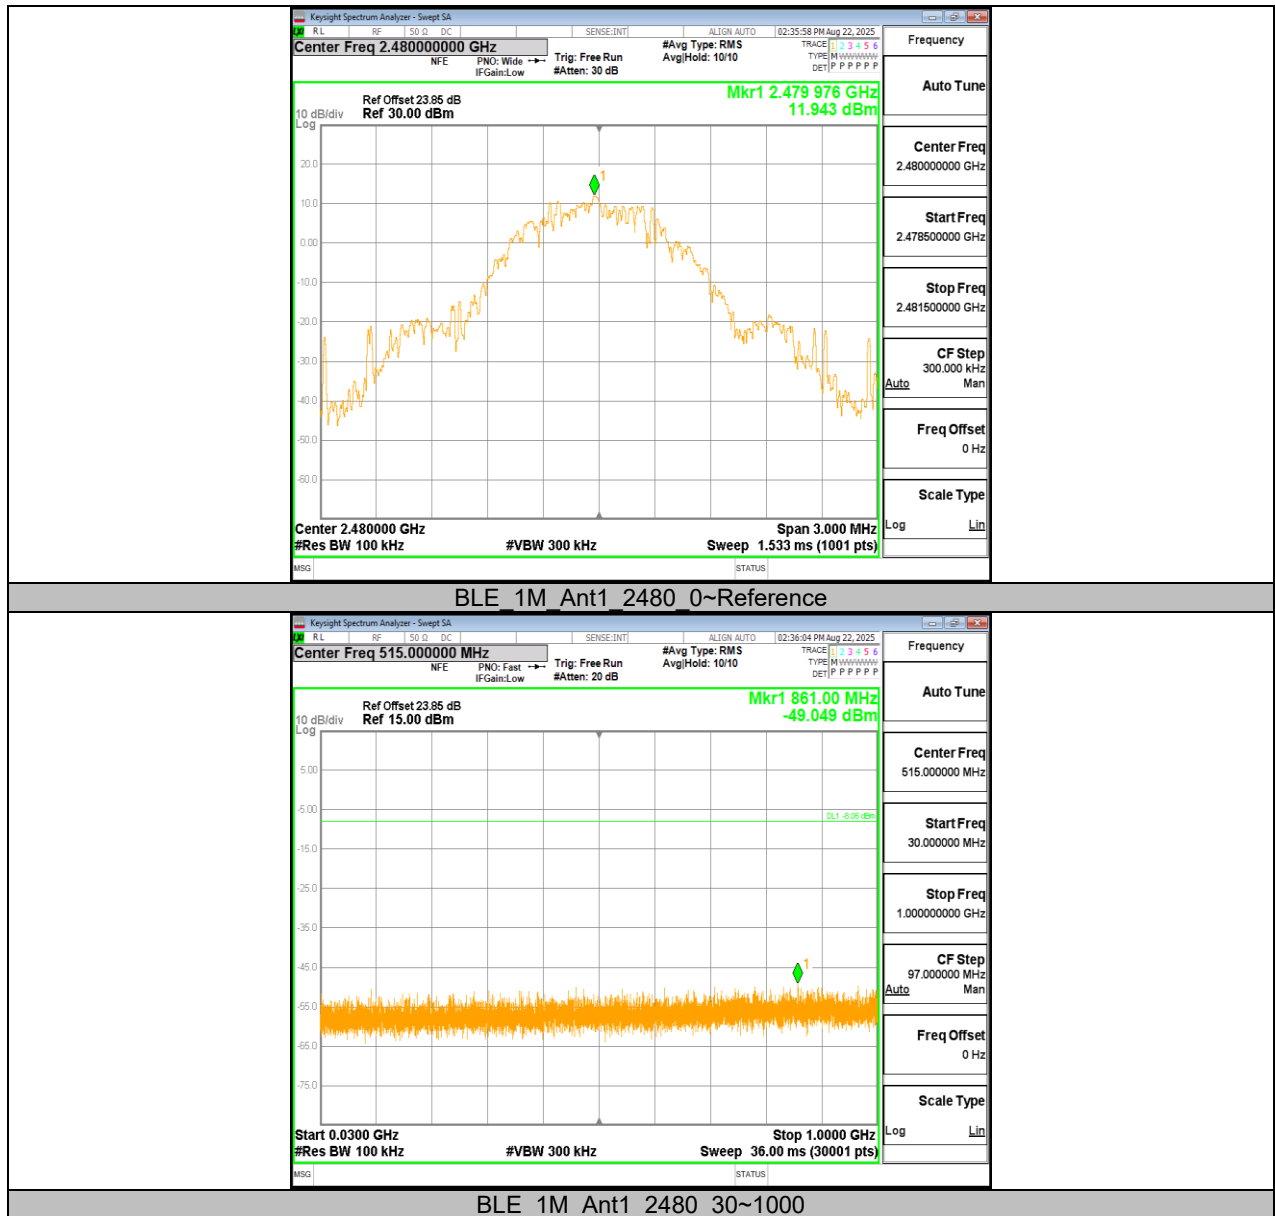 Keysight Spectrum Analyzer - Swept SA
LXI RL RF 50 Ω DC SENSE:INT ALIGN AUTO 02:35:58 PM Aug 22, 2025
Center Freq 2.480000000 GHz
NFE PNO: Wide Trig: Free Run #Avg Type: RMS TRACE 1 2 3 4 5 6
IFGain:Low #Atten: 30 dB Avg|Hold: 10/10 TYPE M WWWWW
DET P P P P P P
Mkr1 2.479 976 GHz
11.943 dBm
Ref Offset 23.85 dB
10 dB/div Ref 30.00 dBm
Log
1
20.0
10.0
0.00
-10.0
-20.0
-30.0
-40.0
-50.0
-60.0
Center 2.480000 GHz Span 3.000 MHz
#Res BW 100 kHz #VBW 300 kHz Sweep 1.533 ms (1001 pts)
MSG STATUS
Frequency
Auto Tune
Center Freq
2.480000000 GHz
Start Freq
2.478500000 GHz
Stop Freq
2.481500000 GHz
CF Step
300.000 kHz
Auto Man
Freq Offset
0 Hz
Scale Type
Log Lin
BLE_1M_Ant1_2480_0~Reference
Keysight Spectrum Analyzer - Swept SA
LXI RL RF 50 Ω DC SENSE:INT ALIGN AUTO 02:36:04 PM Aug 22, 2025
Center Freq 515.000000 MHz
NFE PNO: Fast Trig: Free Run #Avg Type: RMS TRACE 1 2 3 4 5 6
IFGain:Low #Atten: 20 dB Avg|Hold: 10/10 TYPE M WWWWW
DET P P P P P P
Mkr1 861.00 MHz
-49.049 dBm
Ref Offset 23.85 dB
10 dB/div Ref 15.00 dBm
Log
5.00
-5.00
DL1 -8.06 dBm
-15.0
-25.0
-35.0
-45.0
1
-55.0
-65.0
-75.0
Start 0.0300 GHz Stop 1.0000 GHz
#Res BW 100 kHz #VBW 300 kHz Sweep 36.00 ms (30001 pts)
MSG STATUS
Frequency
Auto Tune
Center Freq
515.000000 MHz
Start Freq
30.000000 MHz
Stop Freq
1.000000000 GHz
CF Step
97.000000 MHz
Auto Man
Freq Offset
0 Hz
Scale Type
Log Lin
BLE_1M_Ant1_2480_30~1000